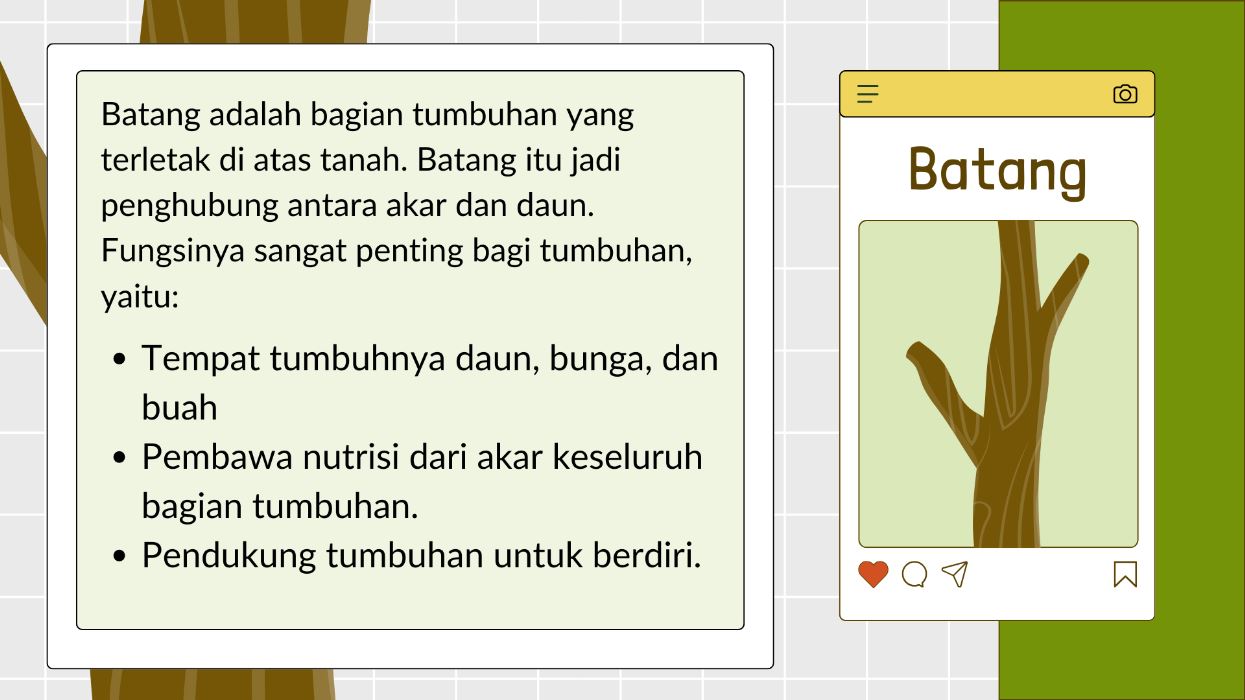 Batang adalah bagian tumbuhan yang
terletak di atas tanah. Batang itu jadi
penghubung antara akar dan daun.
Fungsinya sangat penting bagi tumbuhan,
yaitu:
• Tempat tumbuhnya daun, bunga, dan
buah
• Pembawa nutrisi dari akar keseluruh
bagian tumbuhan.
• Pendukung tumbuhan untuk berdiri.
Batang